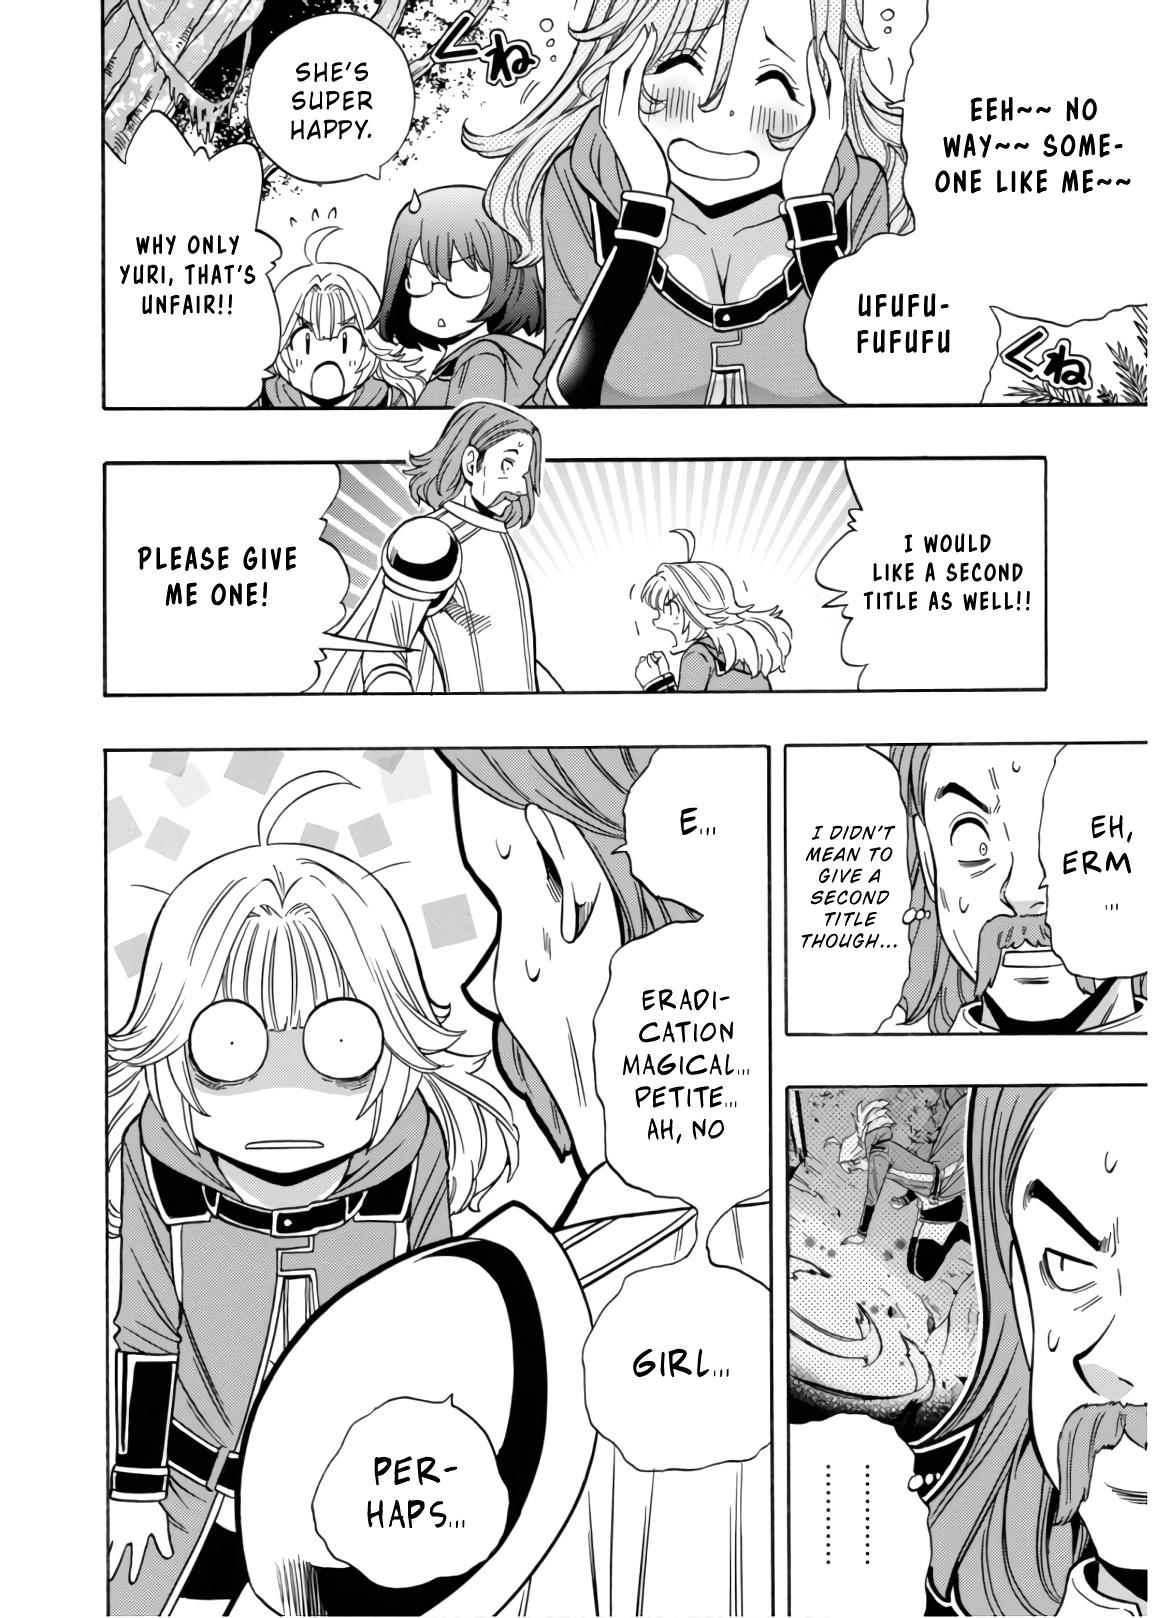 EEH~~ NO
WAY~~ SOME-
ONE LIKE ME~~
くね
SHE'S
SUPER
HAPPY.
UFUFU-
FUFUFU
くね
WHY ONLY
YURI, THAT'S
UNFAIR!!
I WOULD
LIKE A SECOND
TITLE AS WELL!!
PLEASE GIVE
ME ONE!
EH,
ERM
...
I DIDN'T
MEAN TO
GIVE A
SECOND
TITLE
THOUGH...
............
............
E...
ERADI-
CATION
MAGICAL...
PETITE...
AH, NO
GIRL...
PER-
HAPS...